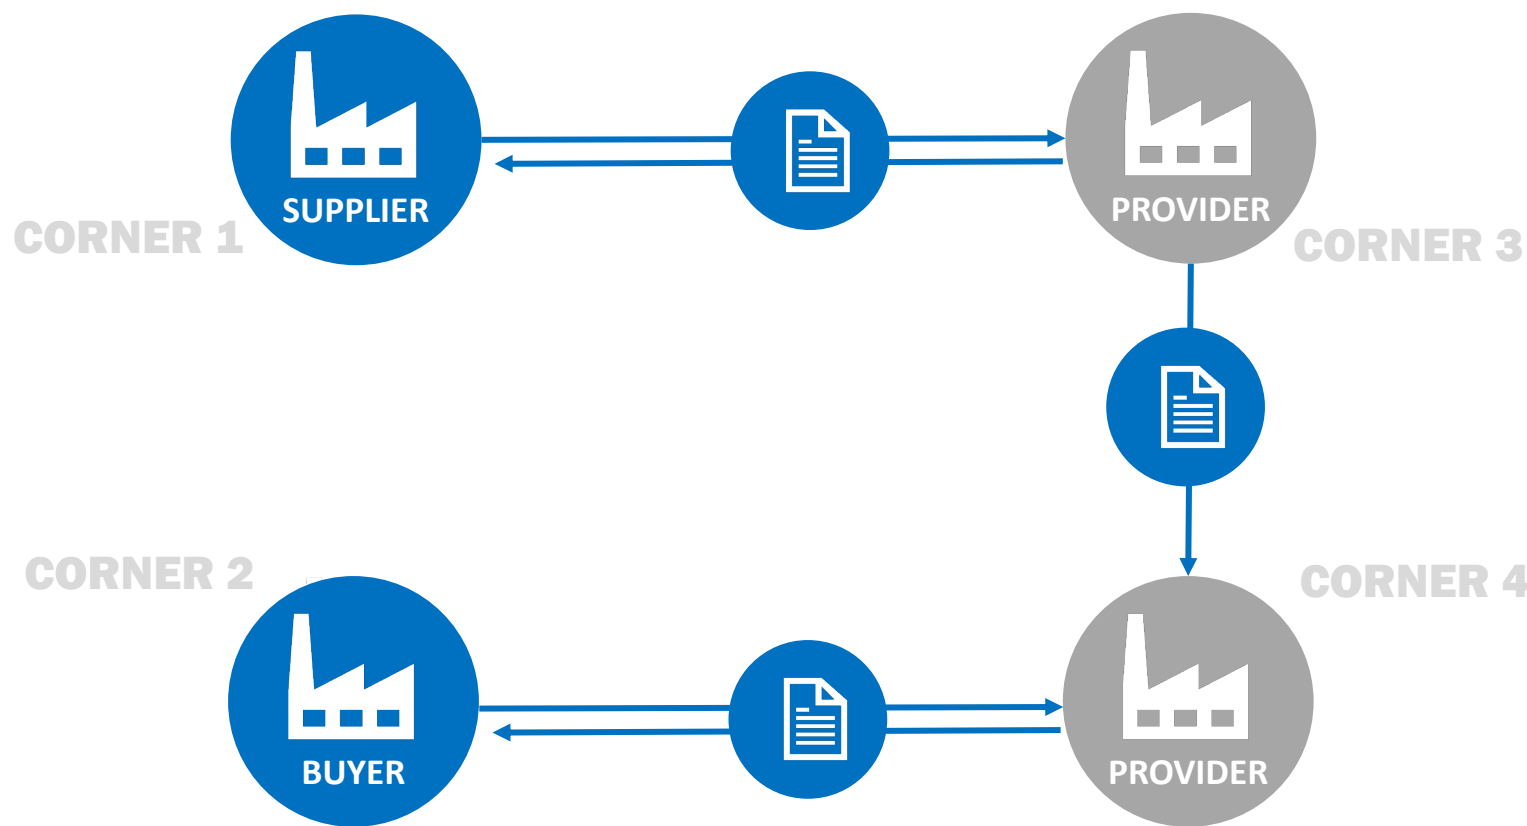 SUPPLIER
PROVIDER
CORNER 1
CORNER 3
CORNER 2
CORNER 4
BUYER
PROVIDER